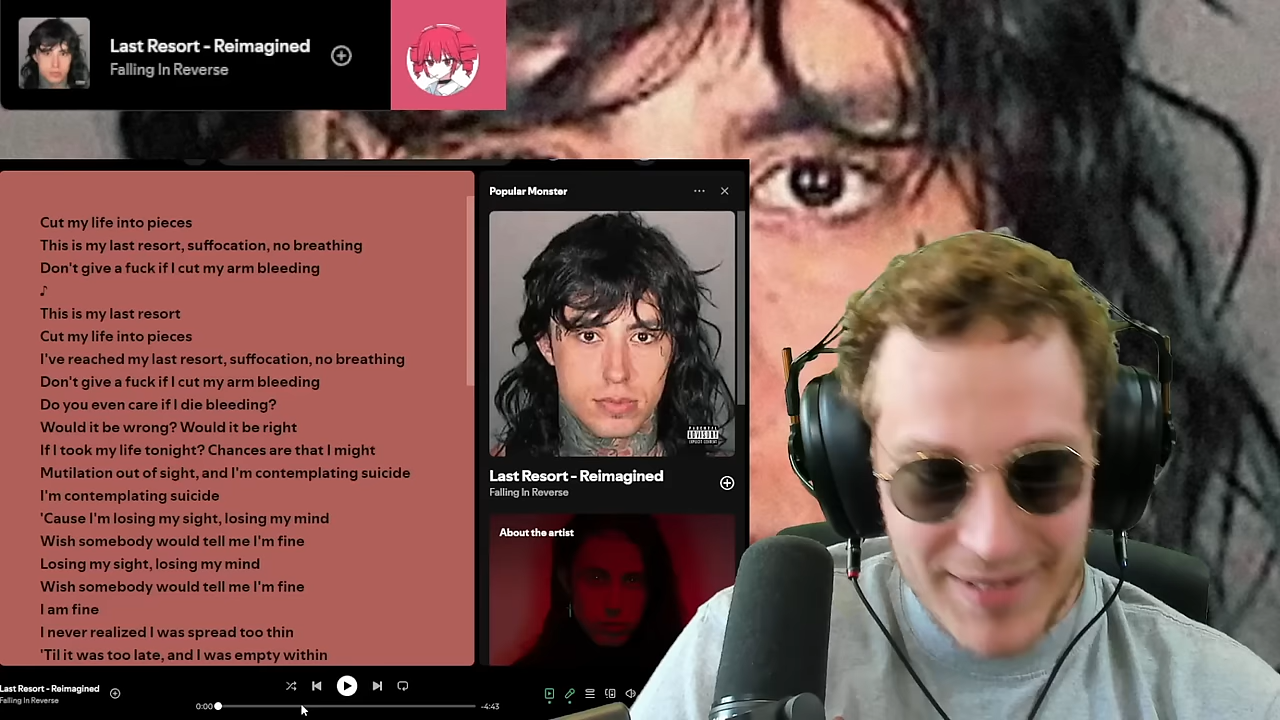 Last Resort - Reimagined
Falling In Reverse
Cut my life into pieces
This is my last resort, suffocation, no breathing
Don't give a fuck if I cut my arm bleeding
♪
This is my last resort
Cut my life into pieces
I've reached my last resort, suffocation, no breathing
Don't give a fuck if I cut my arm bleeding
Do you even care if I die bleeding?
Would it be wrong? Would it be right
If I took my life tonight? Chances are that I might
Mutilation out of sight, and I'm contemplating suicide
I'm contemplating suicide
'Cause I'm losing my sight, losing my mind
Wish somebody would tell me I'm fine
Losing my sight, losing my mind
Wish somebody would tell me I'm fine
I am fine
I never realized I was spread too thin
'Til it was too late, and I was empty within
Popular Monster
PARENTAL
ADVISORY
EXPLICIT CONTENT
Last Resort - Reimagined
Falling In Reverse
About the artist
Last Resort - Reimagined
Falling In Reverse
0:00
-4:43